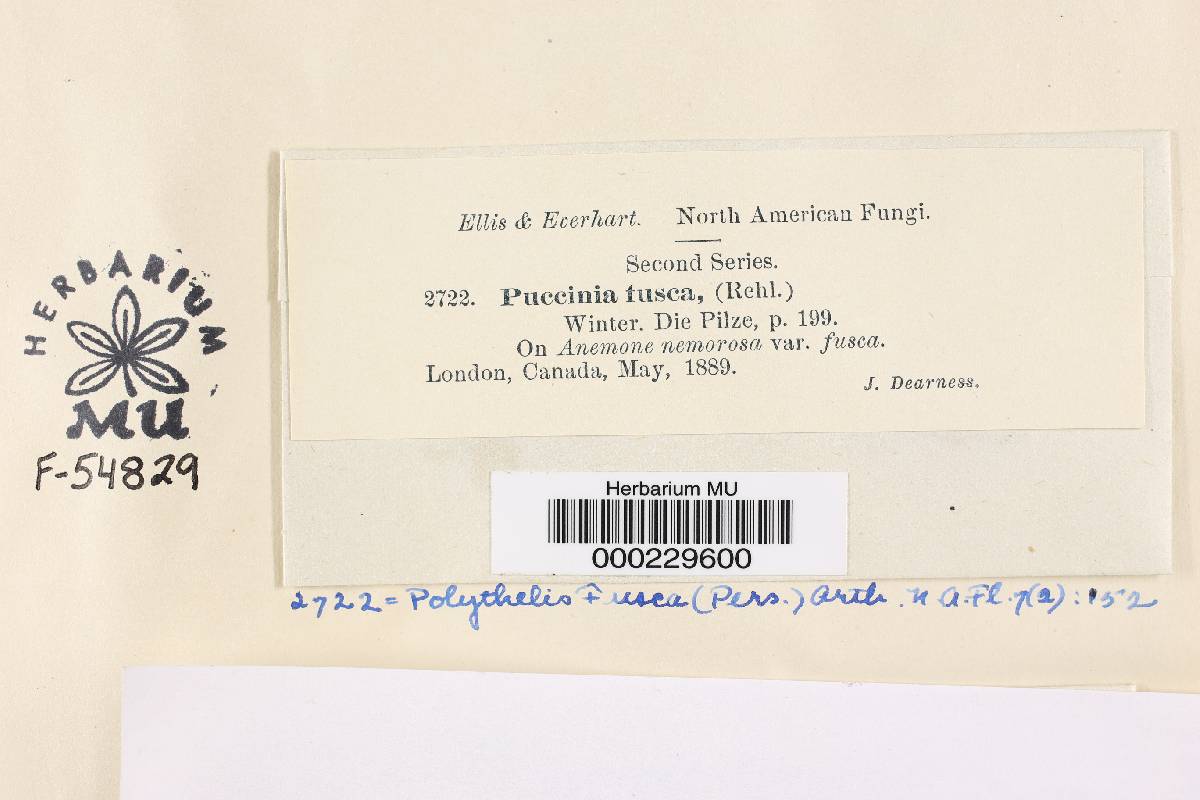 Ellis & Everhart. North American Fungi.
Second Series.
2722. Puccinia fusca, (Rehl.)
Winter. Die Pilze, p. 199.
On Anemone nemorosa var. fusca.
London, Canada, May, 1889.
J. Dearness.
HERBARIUM
MU
F-54829
Herbarium MU
000229600
2722 = Polythelis Fusca (Pers.) Arth. N.A.Fl. 7(2):152